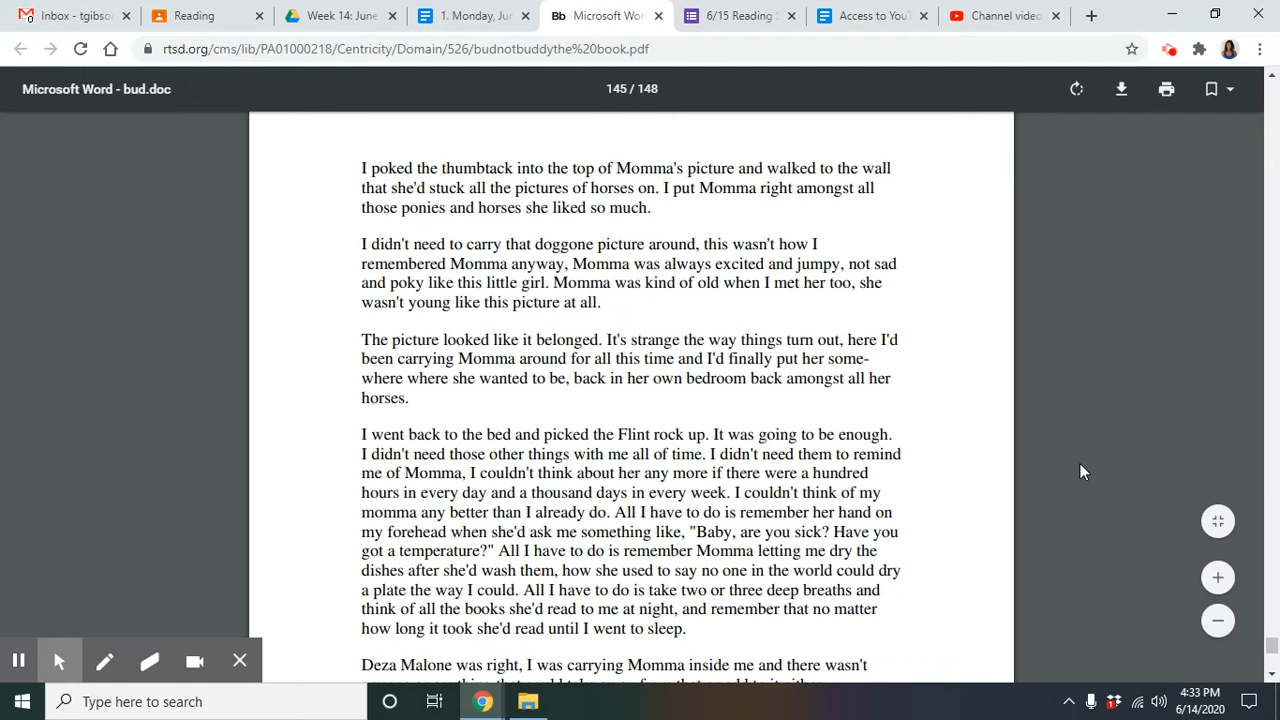 Inbox - tgibso
Reading
Week 14: June
1. Monday, Ju
Bb
Microsoft Wor
6/15 Reading S
Access to YouT
Channel video
rtsd.org/cms/lib/PA01000218/Centricity/Domain/526/budnotbuddythe%20book.pdf
Microsoft Word - bud.doc
145 / 148
I poked the thumbtack into the top of Momma's picture and walked to the wall
that she'd stuck all the pictures of horses on. I put Momma right amongst all
those ponies and horses she liked so much.
I didn't need to carry that doggone picture around, this wasn't how I
remembered Momma anyway, Momma was always excited and jumpy, not sad
and poky like this little girl. Momma was kind of old when I met her too, she
wasn't young like this picture at all.
The picture looked like it belonged. It's strange the way things turn out, here I'd
been carrying Momma around for all this time and I'd finally put her some-
where where she wanted to be, back in her own bedroom back amongst all her
horses.
I went back to the bed and picked the Flint rock up. It was going to be enough.
I didn't need those other things with me all of time. I didn't need them to remind
me of Momma, I couldn't think about her any more if there were a hundred
hours in every day and a thousand days in every week. I couldn't think of my
momma any better than I already do. All I have to do is remember her hand on
my forehead when she'd ask me something like, "Baby, are you sick? Have you
got a temperature?" All I have to do is remember Momma letting me dry the
dishes after she'd wash them, how she used to say no one in the world could dry
a plate the way I could. All I have to do is take two or three deep breaths and
think of all the books she'd read to me at night, and remember that no matter
how long it took she'd read until I went to sleep.
Deza Malone was right, I was carrying Momma inside me and there wasn't
Type here to search
4:33 PM
6/14/2020